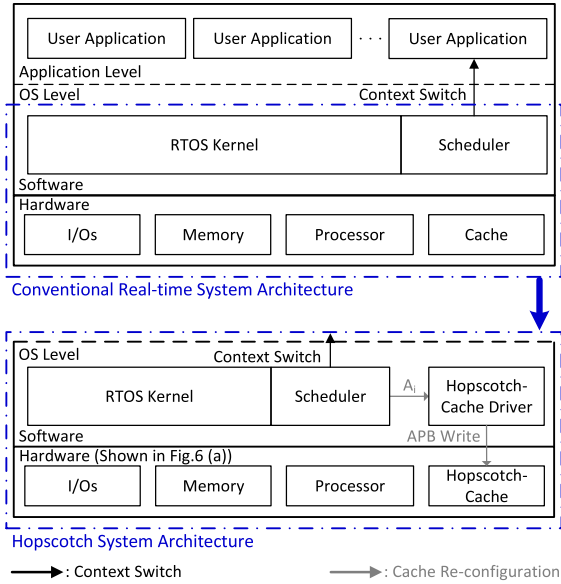 User Application User Application · · · User Application
Application Level
OS Level Context Switch
RTOS Kernel Scheduler
Software
Hardware
I/Os Memory Processor Cache
Conventional Real-time System Architecture
OS Level Context Switch
RTOS Kernel Scheduler Ai Hopscotch-
Cache Driver
Software APB Write
Hardware (Shown in Fig.6 (a))
I/Os Memory Processor Hopscotch-
Cache
Hopscotch System Architecture
: Context Switch : Cache Re-configuration